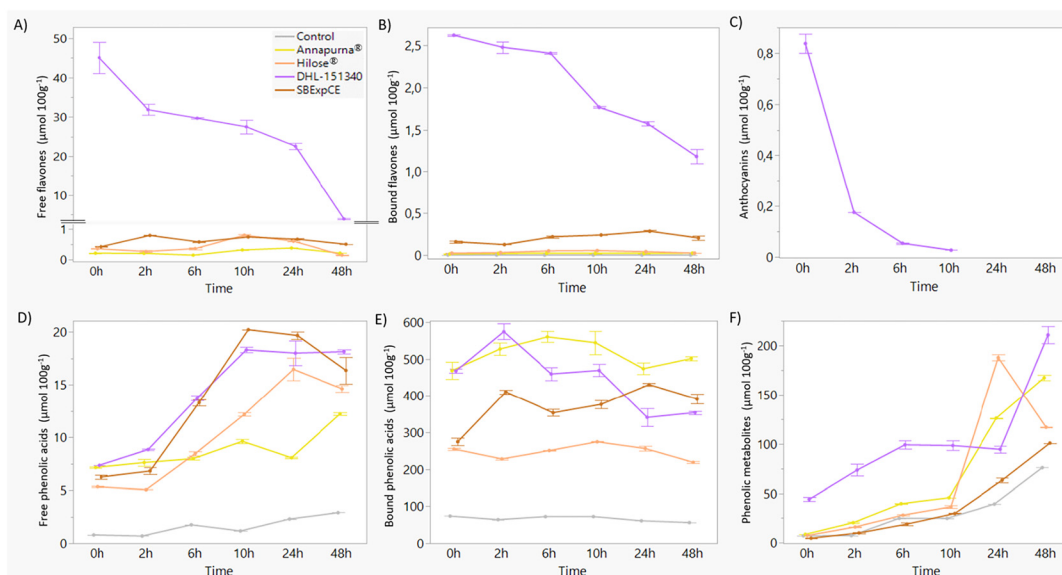 A)
Free flavones (µmol 100g⁻¹)
50
40
30
20
10
1
0
0h 2h 6h 10h 24h 48h
Time
Control
Annapurna®
Hilose®
DHL-151340
SBExpCE
B)
Bound flavones (µmol 100g⁻¹)
2,5
2,0
1,5
1,0
0,5
0
0h 2h 6h 10h 24h 48h
Time
C)
Anthocyanins (µmol 100g⁻¹)
0,8
0,6
0,4
0,2
0,0
0h 2h 6h 10h 24h 48h
Time
D)
Free phenolic acids (µmol 100g⁻¹)
20
15
10
5
0
0h 2h 6h 10h 24h 48h
Time
E)
Bound phenolic acids (µmol 100g⁻¹)
600
500
400
300
200
100
0
0h 2h 6h 10h 24h 48h
Time
F)
Phenolic metabolites (µmol 100g⁻¹)
200
150
100
50
0
0h 2h 6h 10h 24h 48h
Time